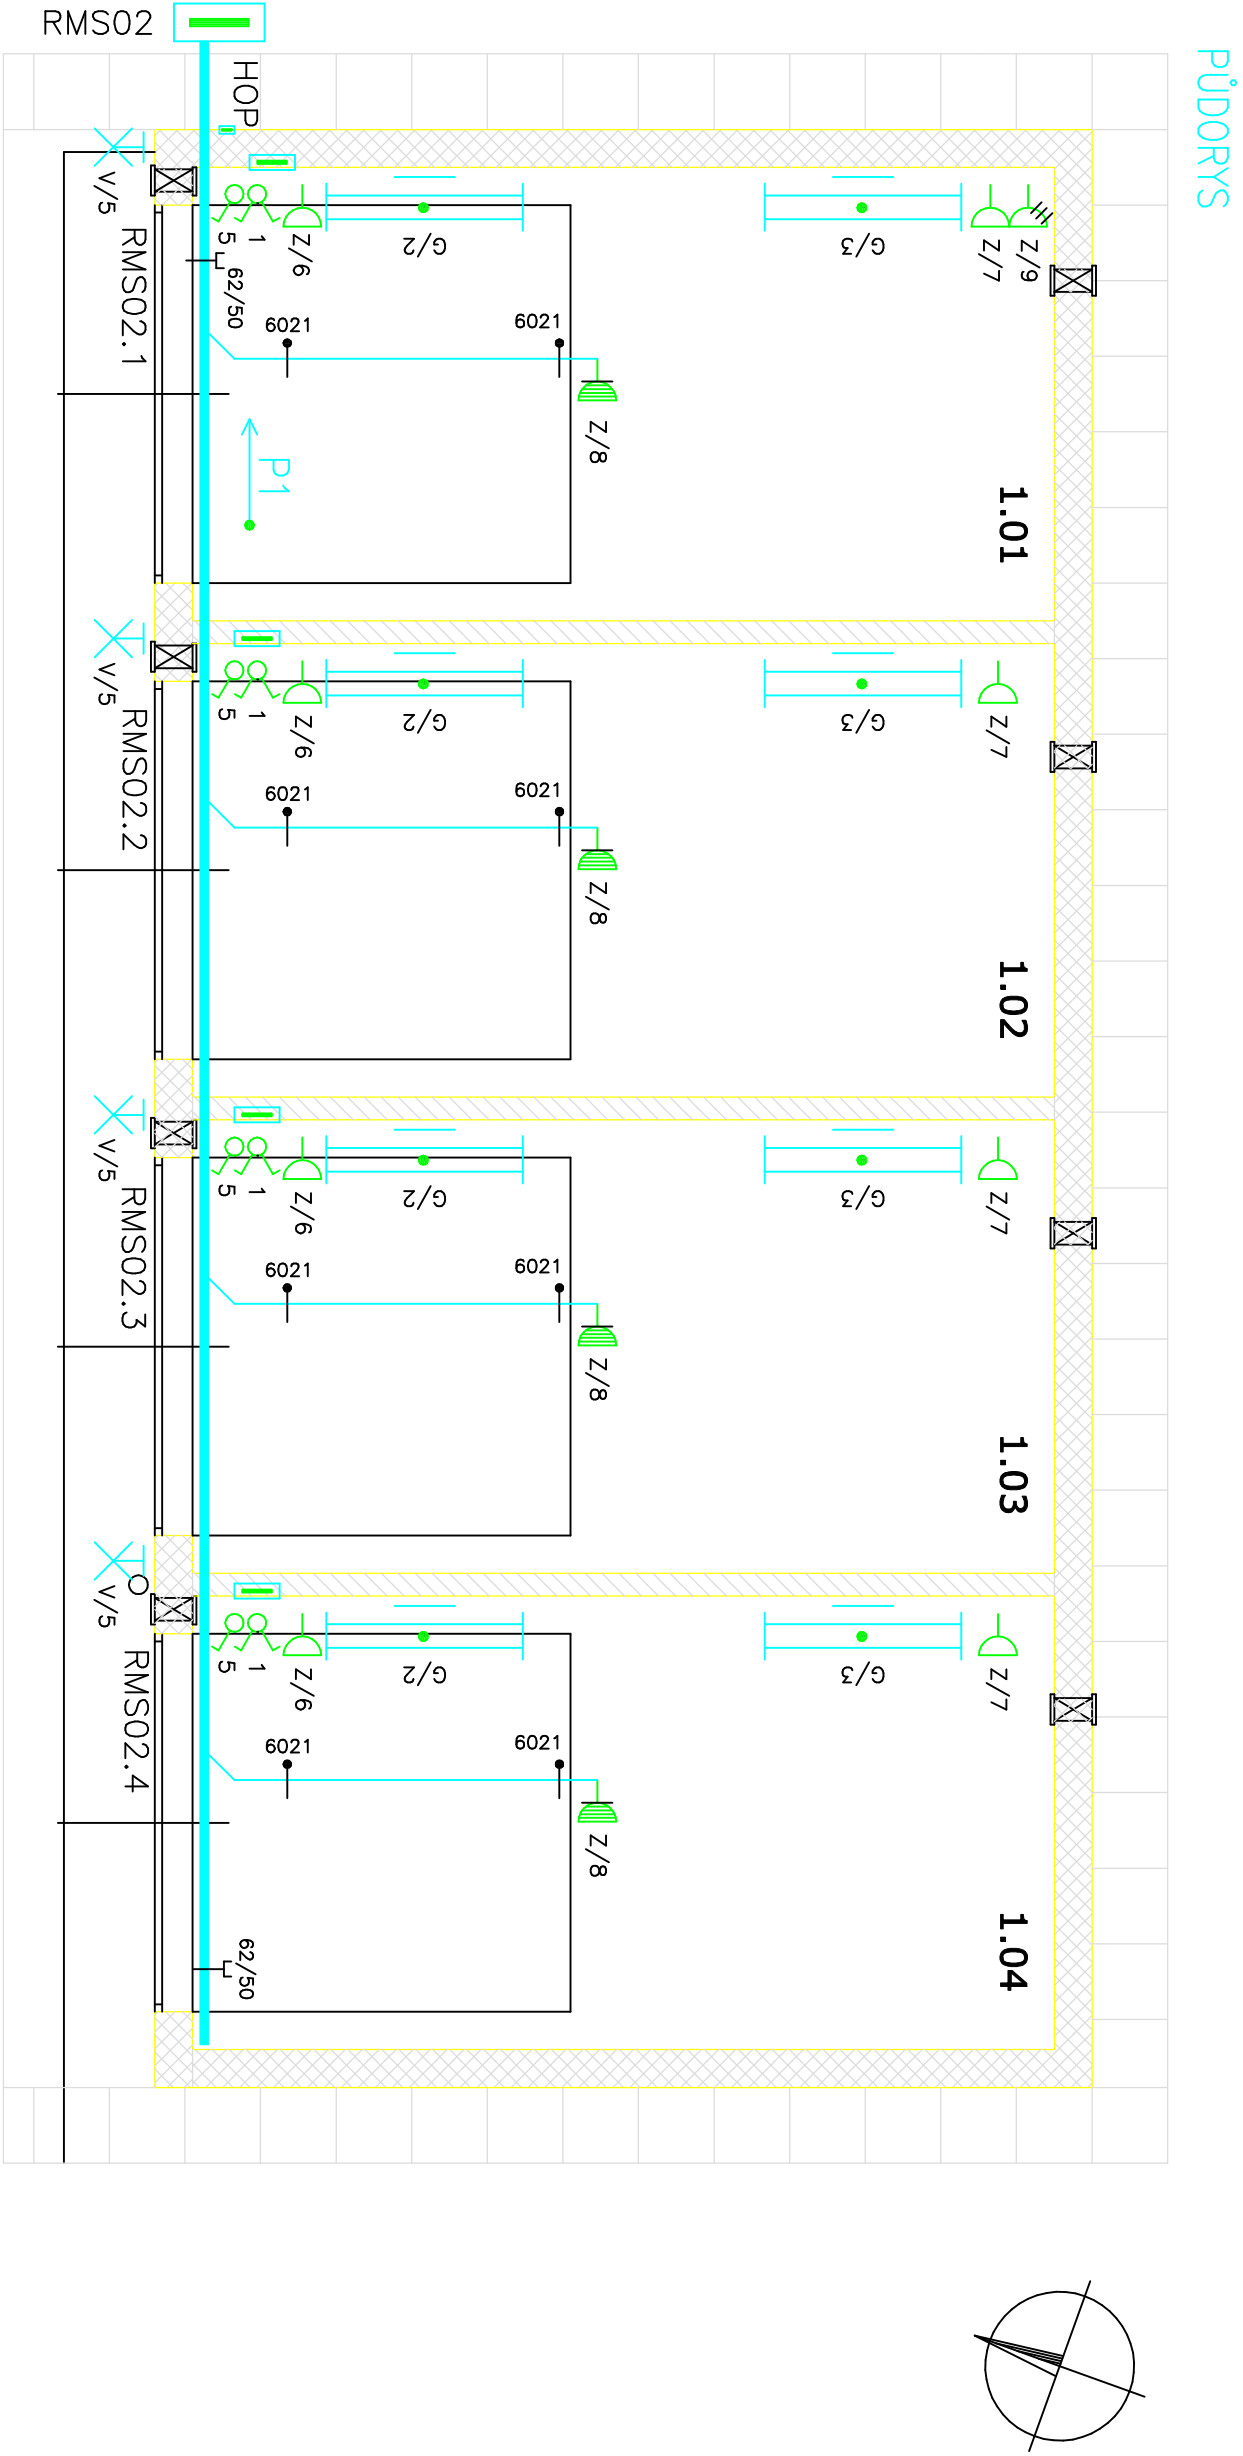 RMS02
PŮDORYS
HOP
V/5
RMS02.1
5
1
Z/6
G/2
G/3
Z/7
Z/9
62/50
6021
6021
Z/8
P1
1.01
V/5
RMS02.2
5
1
Z/6
G/2
G/3
Z/7
6021
6021
Z/8
1.02
V/5
RMS02.3
5
1
Z/6
G/2
G/3
Z/7
6021
6021
Z/8
1.03
V/5
RMS02.4
5
1
Z/6
G/2
G/3
Z/7
6021
6021
Z/8
1.04
62/50